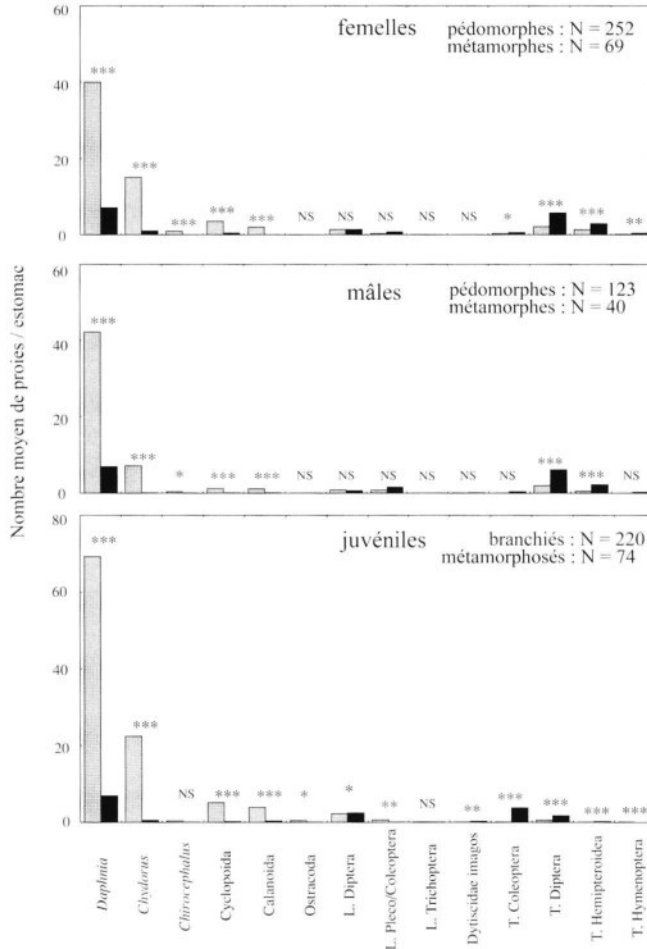 Nombre moyen de proies / estomac
60
40
20
0
femelles
pédomorphes : N = 252
métamorphes : N = 69
*** *** *** *** *** NS NS NS NS NS * *** *** **
60
40
20
0
mâles
pédomorphes : N = 123
métamorphes : N = 40
*** *** * *** *** NS NS NS NS NS NS *** *** NS
80
60
40
20
0
juvéniles
branchiés : N = 220
métamorphosés : N = 74
*** *** NS *** *** * * ** NS ** *** *** *** ***
Daphnia
Chydorus
Chirocephalus
Cyclopoida
Calanoida
Ostracoda
L. Diptera
L. Pleco/Coleoptera
L. Trichoptera
Dytiscidae imagos
T. Coleoptera
T. Diptera
T. Hemipteroidea
T. Hymenoptera